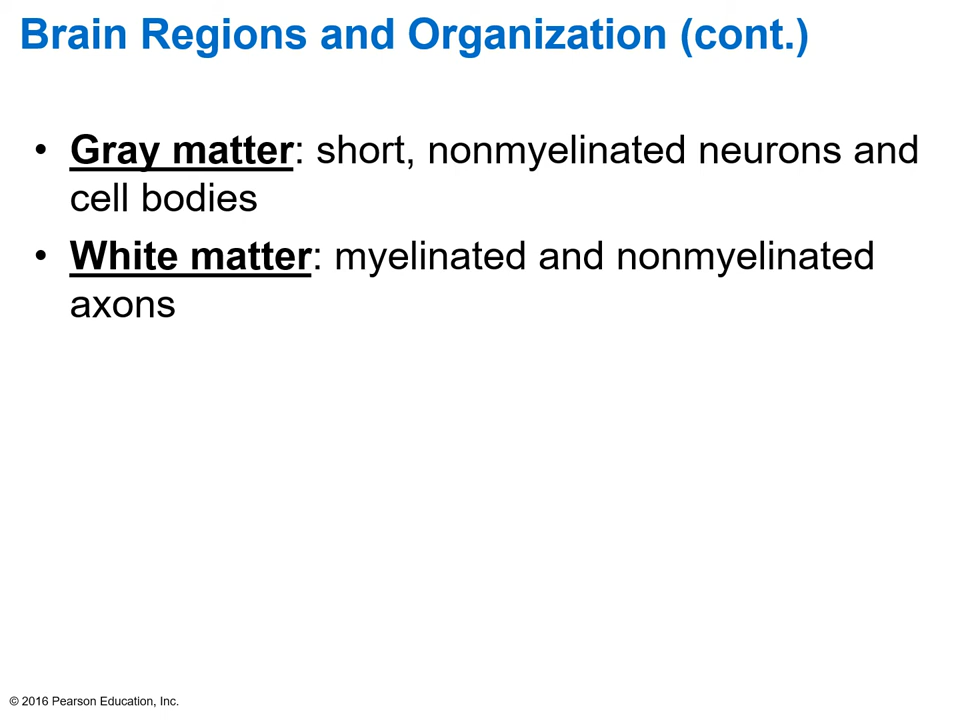 Brain Regions and Organization (cont.)
• Gray matter: short, nonmyelinated neurons and
cell bodies
• White matter: myelinated and nonmyelinated
axons
© 2016 Pearson Education, Inc.